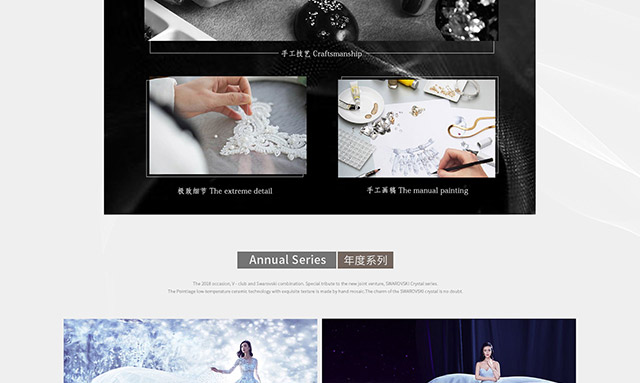 手工技艺 Craftsmanship
极致细节 The extreme detail
手工画稿 The manual painting
Annual Series 年度系列
The 2018 occasion, V - click and Swarovski combination. Special tribute to the new joint venture, SWAROVSKI Crystal series.
The Pointage low-temperature ceramic technology with exquisite texture is made by hand mosaic.The charm of the SWAROVSKI crystal is no doubt.